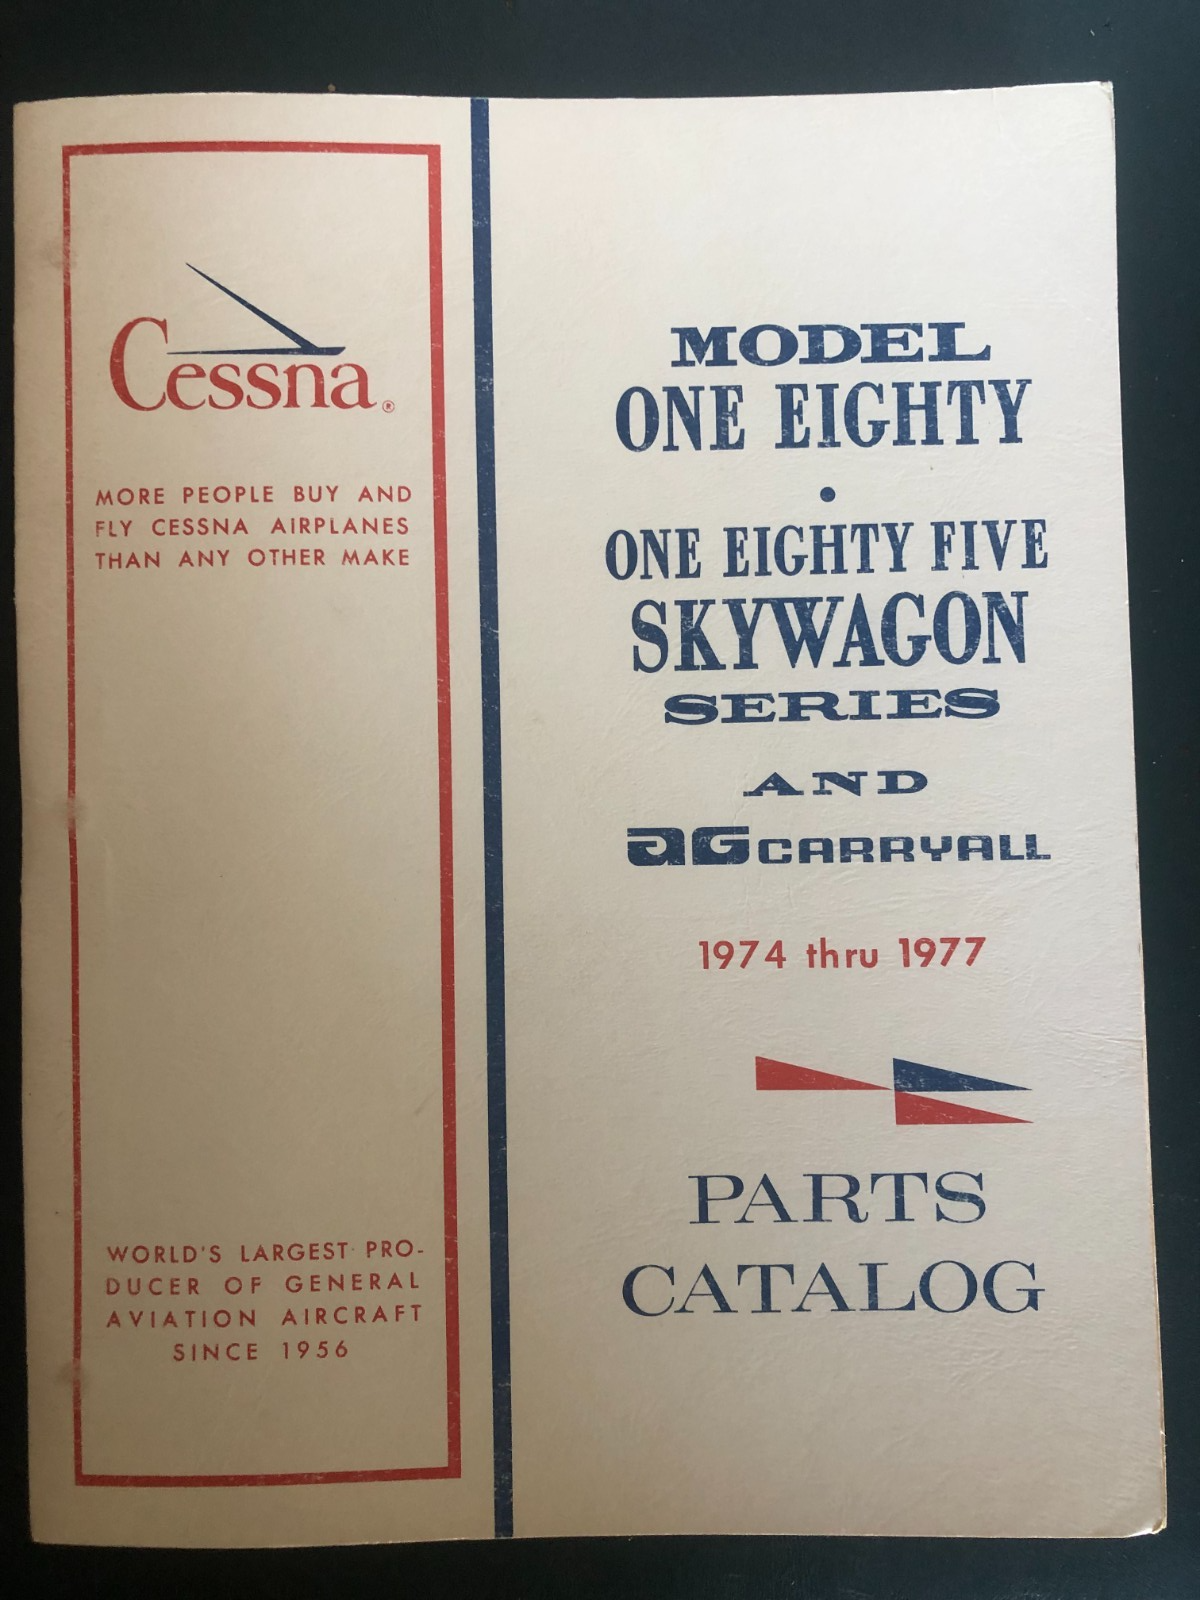 Cessna®
MORE PEOPLE BUY AND
FLY CESSNA AIRPLANES
THAN ANY OTHER MAKE
WORLD'S LARGEST PRO-
DUCER OF GENERAL
AVIATION AIRCRAFT
SINCE 1956
MODEL
ONE EIGHTY
•
ONE EIGHTY FIVE
SKYWAGON
SERIES
AND
AG CARRYALL
1974 thru 1977
PARTS
CATALOG